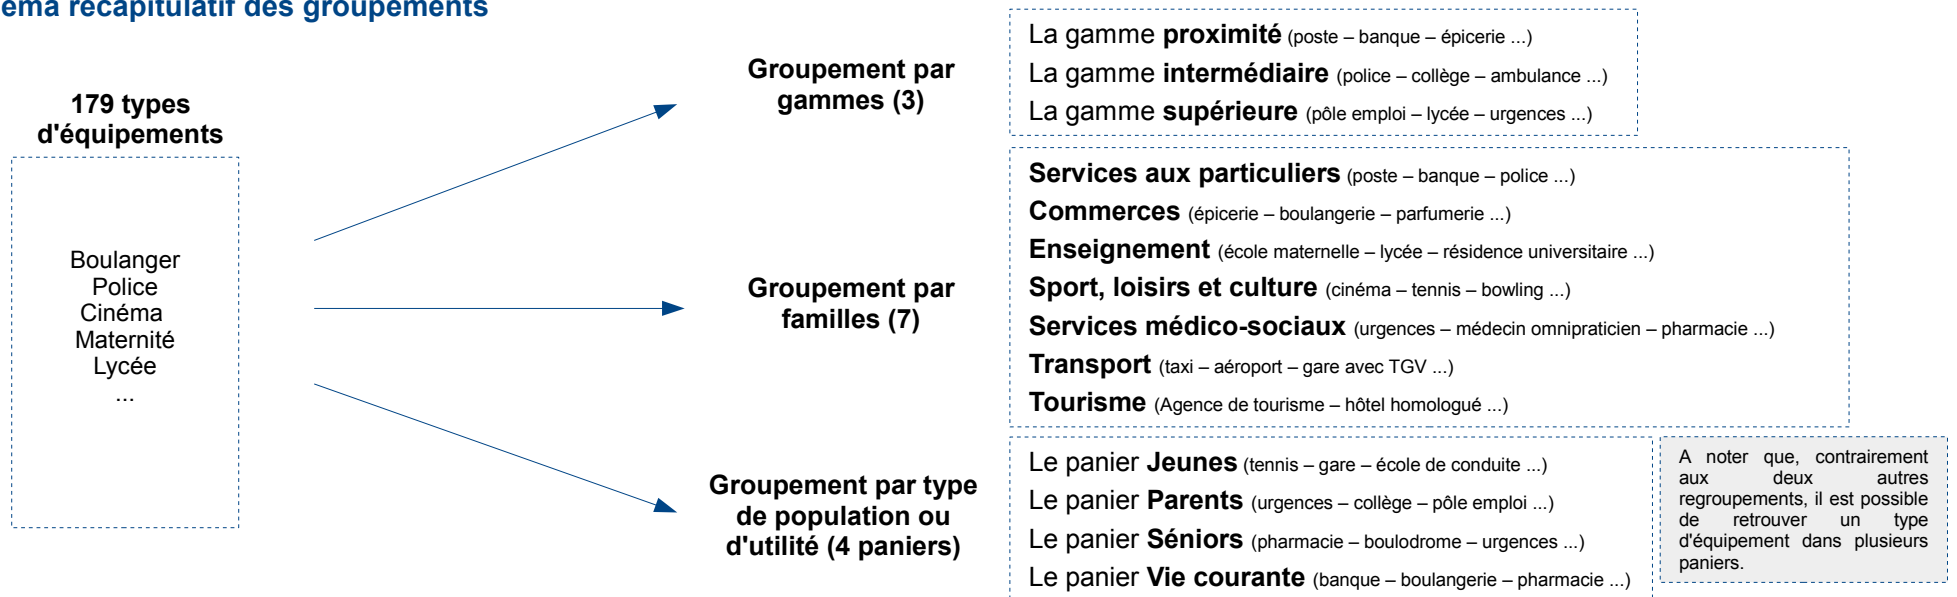 récapitulatif des groupements
179 types
d'équipements
Boulanger
Police
Cinéma
Maternité
Lycée
...
Groupement par
gammes (3)
La gamme proximité (poste – banque – épicerie ...)
La gamme intermédiaire (police – collège – ambulance ...)
La gamme supérieure (pôle emploi – lycée – urgences ...)
Groupement par
familles (7)
Services aux particuliers (poste – banque – police ...)
Commerces (épicerie – boulangerie – parfumerie ...)
Enseignement (école maternelle – lycée – résidence universitaire ...)
Sport, loisirs et culture (cinéma – tennis – bowling ...)
Services médico-sociaux (urgences – médecin omnipraticien – pharmacie ...)
Transport (taxi – aéroport – gare avec TGV ...)
Tourisme (Agence de tourisme – hôtel homologué ...)
Groupement par type
de population ou
d'utilité (4 paniers)
Le panier Jeunes (tennis – gare – école de conduite ...)
Le panier Parents (urgences – collège – pôle emploi ...)
Le panier Séniors (pharmacie – boulodrome – urgences ...)
Le panier Vie courante (banque – boulangerie – pharmacie ...)
A noter que, contrairement
aux deux autres
regroupements, il est possible
de retrouver un type
d'équipement dans plusieurs
paniers.